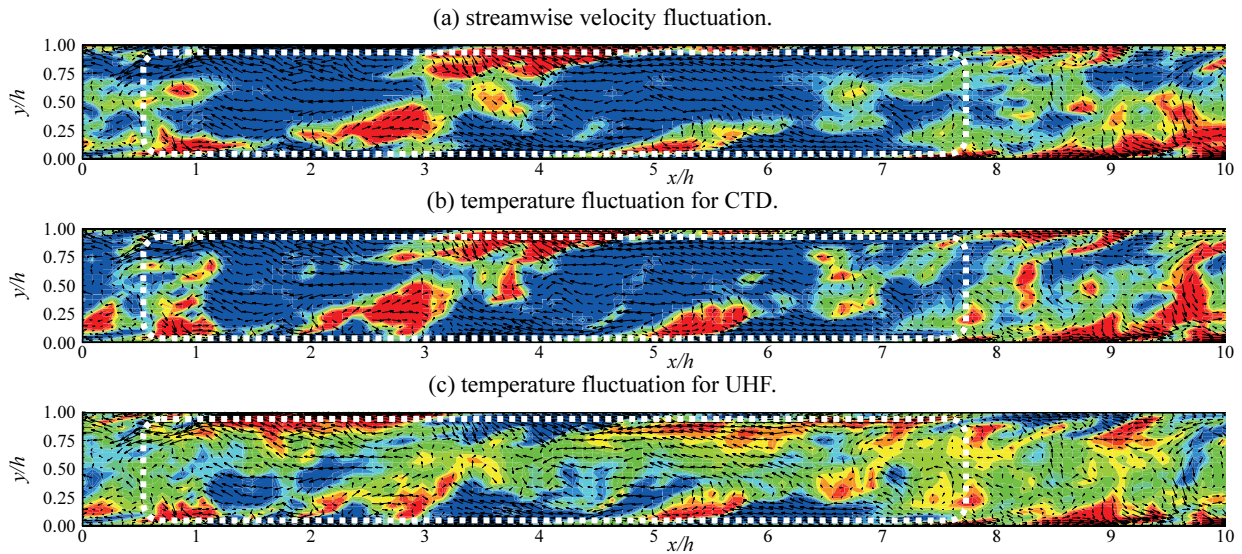 (a) streamwise velocity fluctuation.
1.00
0.75
0.50
0.25
0.00
y/h
0 1 2 3 4 5 6 7 8 9 10
x/h
(b) temperature fluctuation for CTD.
1.00
0.75
0.50
0.25
0.00
y/h
0 1 2 3 4 5 6 7 8 9 10
x/h
(c) temperature fluctuation for UHF.
1.00
0.75
0.50
0.25
0.00
y/h
0 1 2 3 4 5 6 7 8 9 10
x/h